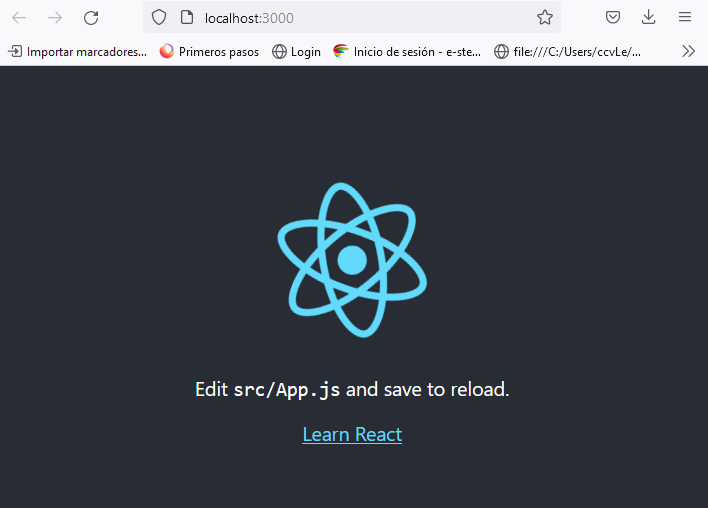 localhost:3000
Importar marcadores... Primeros pasos Login Inicio de sesión - e-ste... file:///C:/Users/ccvLe/...
Edit src/App.js and save to reload.
Learn React